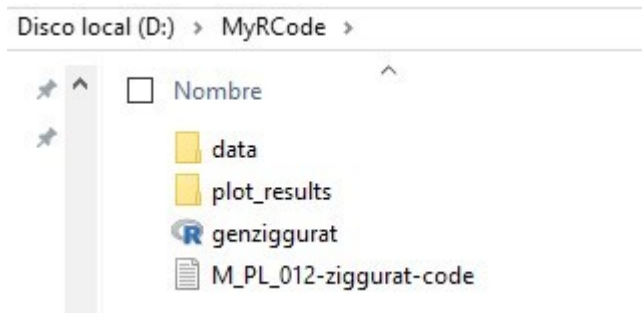 Disco local (D:) > MyRCode >
Nombre
data
plot_results
genziggurat
M_PL_012-ziggurat-code